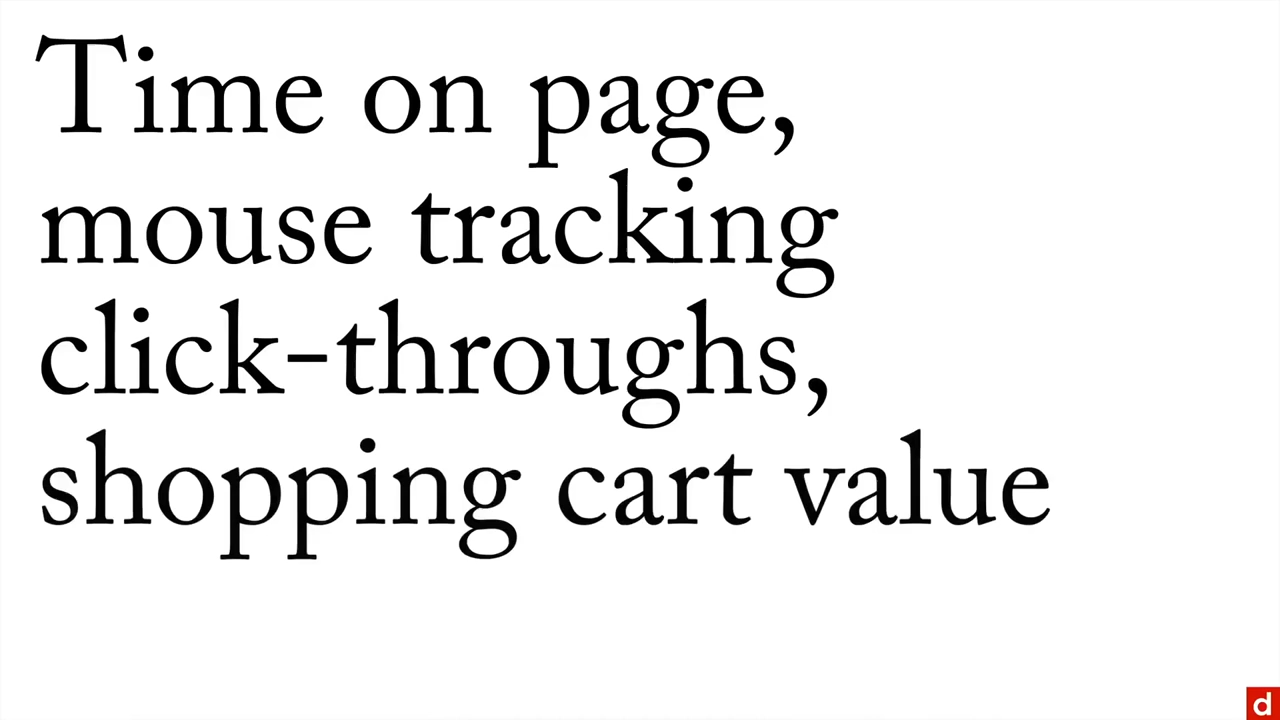 Time on page,
mouse tracking
click-throughs,
shopping cart value
d